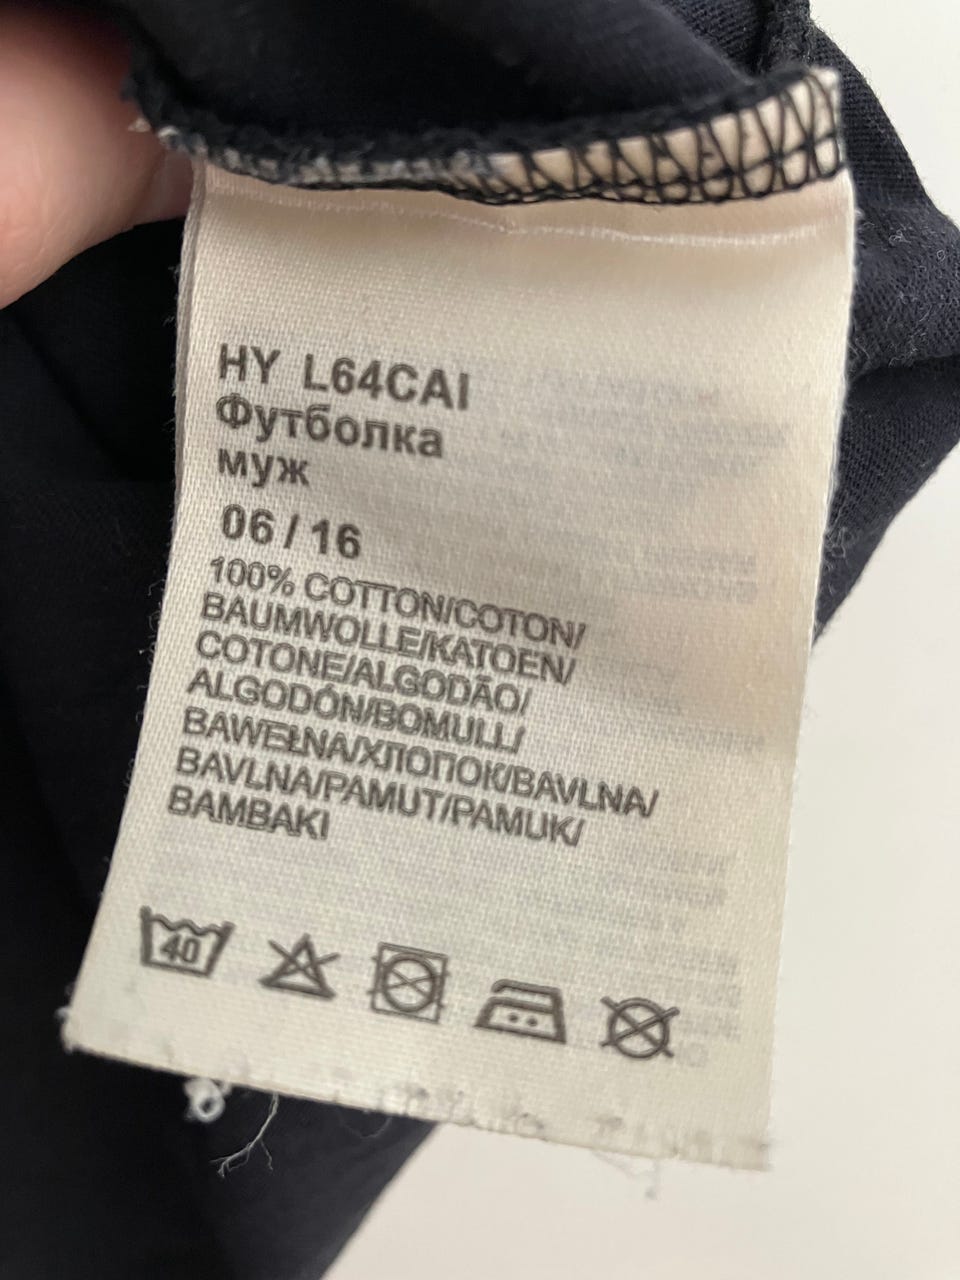 HY L64CAI
Футболка
муж
06 / 16
100% COTTON/COTON/
BAUMWOLLE/KATOEN/
COTONE/ALGODÃO/
ALGODÓN/BOMULL/
BAWEŁNA/ХЛОПОК/BAVLNA/
BAVLNA/PAMUT/PAMUK/
BAMBAKI
40